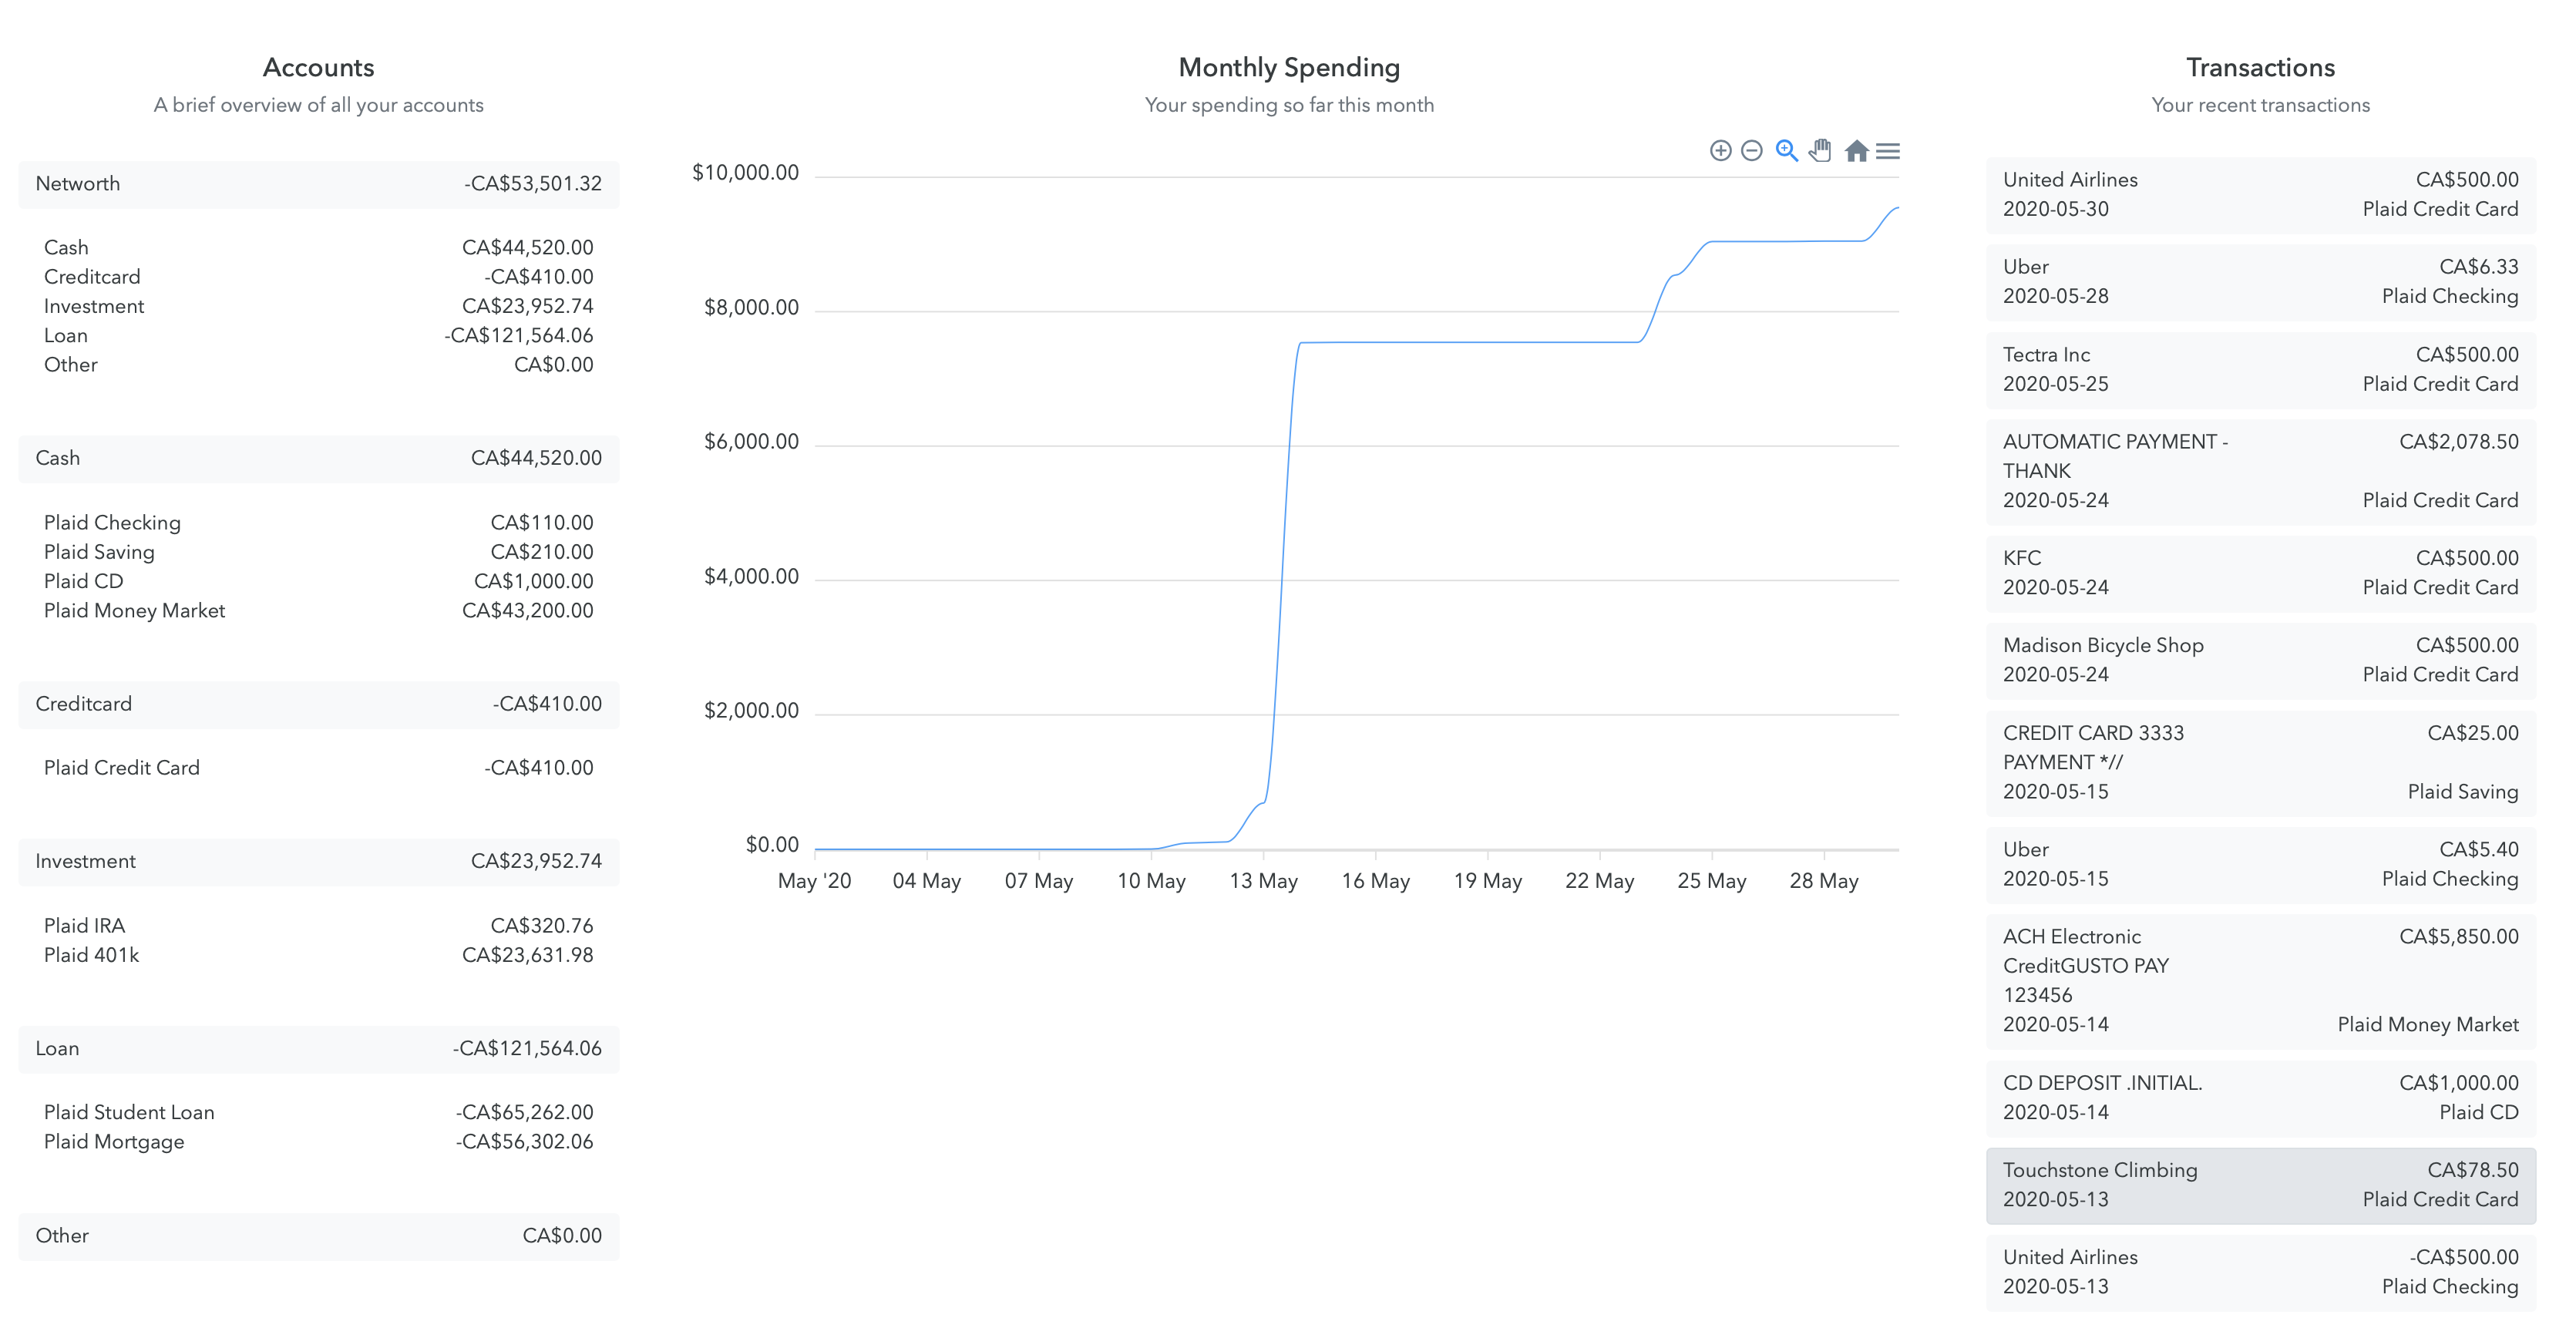 Accounts
A brief overview of all your accounts
Networth -CA$53,501.32
Cash CA$44,520.00
Creditcard -CA$410.00
Investment CA$23,952.74
Loan -CA$121,564.06
Other CA$0.00
Cash CA$44,520.00
Plaid Checking CA$110.00
Plaid Saving CA$210.00
Plaid CD CA$1,000.00
Plaid Money Market CA$43,200.00
Creditcard -CA$410.00
Plaid Credit Card -CA$410.00
Investment CA$23,952.74
Plaid IRA CA$320.76
Plaid 401k CA$23,631.98
Loan -CA$121,564.06
Plaid Student Loan -CA$65,262.00
Plaid Mortgage -CA$56,302.06
Other CA$0.00
Monthly Spending
Your spending so far this month
$10,000.00
$8,000.00
$6,000.00
$4,000.00
$2,000.00
$0.00
May '20 04 May 07 May 10 May 13 May 16 May 19 May 22 May 25 May 28 May
Transactions
Your recent transactions
United Airlines CA$500.00
2020-05-30 Plaid Credit Card
Uber CA$6.33
2020-05-28 Plaid Checking
Tectra Inc CA$500.00
2020-05-25 Plaid Credit Card
AUTOMATIC PAYMENT - CA$2,078.50
THANK
2020-05-24 Plaid Credit Card
KFC CA$500.00
2020-05-24 Plaid Credit Card
Madison Bicycle Shop CA$500.00
2020-05-24 Plaid Credit Card
CREDIT CARD 3333 CA$25.00
PAYMENT *//
2020-05-15 Plaid Saving
Uber CA$5.40
2020-05-15 Plaid Checking
ACH Electronic CA$5,850.00
CreditGUSTO PAY
123456
2020-05-14 Plaid Money Market
CD DEPOSIT .INITIAL. CA$1,000.00
2020-05-14 Plaid CD
Touchstone Climbing CA$78.50
2020-05-13 Plaid Credit Card
United Airlines -CA$500.00
2020-05-13 Plaid Checking